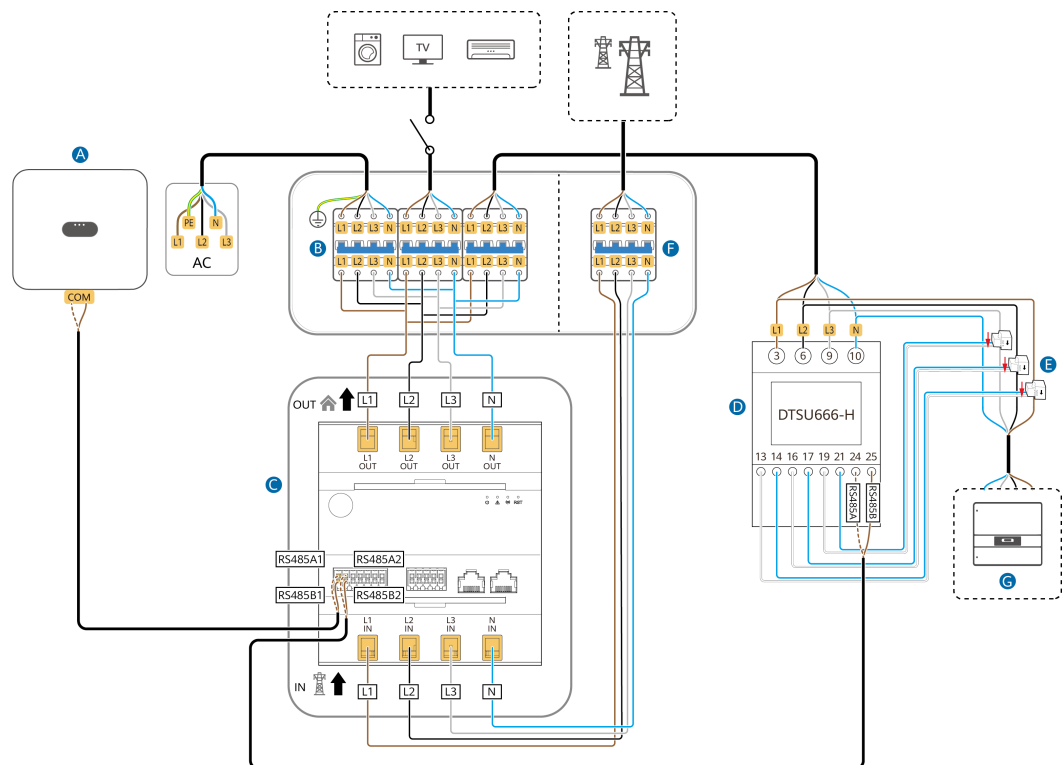 TV
A
PE
N
L1
L2
L3
AC
COM
B
L1 L2 L3 N
L1 L2 L3 N
L1 L2 L3 N
L1 L2 L3 N
L1 L2 L3 N
L1 L2 L3 N
F
L1 L2 L3 N
L1 L2 L3 N
L1 L2 L3 N
3 6 9 10
D
DTSU666-H
E
13 14 16 17 19 21 24 25
RS485A
RS485B
G
OUT
L1 L2 L3 N
L1 OUT
L2 OUT
L3 OUT
N OUT
C
RST
RS485A1
RS485A2
RS485B1
RS485B2
L1 IN
L2 IN
L3 IN
N IN
IN
L1 L2 L3 N